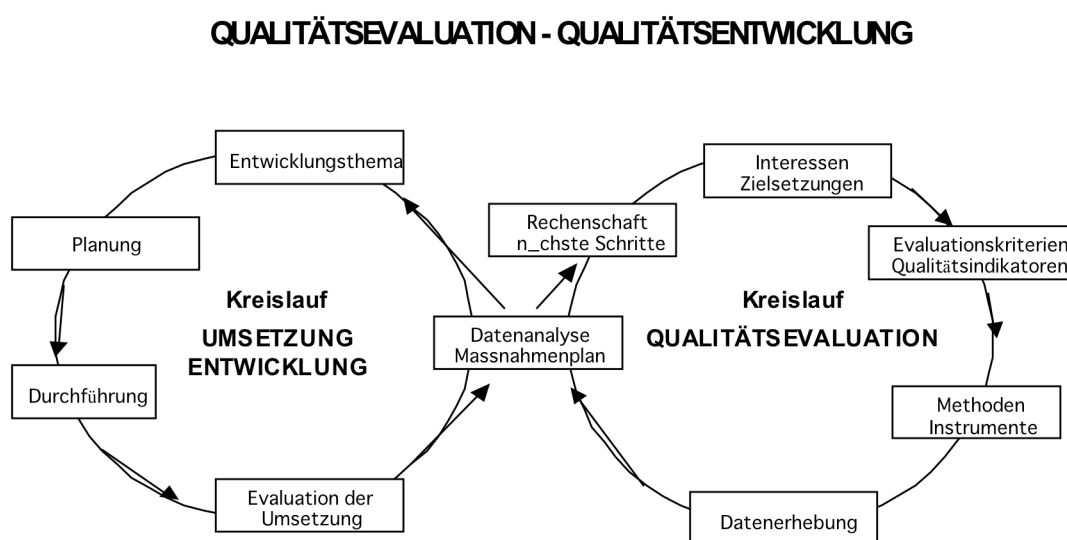 QUALITÄTSEVALUATION - QUALITÄTSENTWICKLUNG
Entwicklungsthema
Planung
Kreislauf
UMSETZUNG
ENTWICKLUNG
Durchführung
Evaluation der
Umsetzung
Datenanalyse
Massnahmenplan
Rechenschaft
n_chste Schritte
Interessen
Zielsetzungen
Evaluationskriterien
Qualitätsindikatoren
Kreislauf
QUALITÄTSEVALUATION
Methoden
Instrumente
Datenerhebung